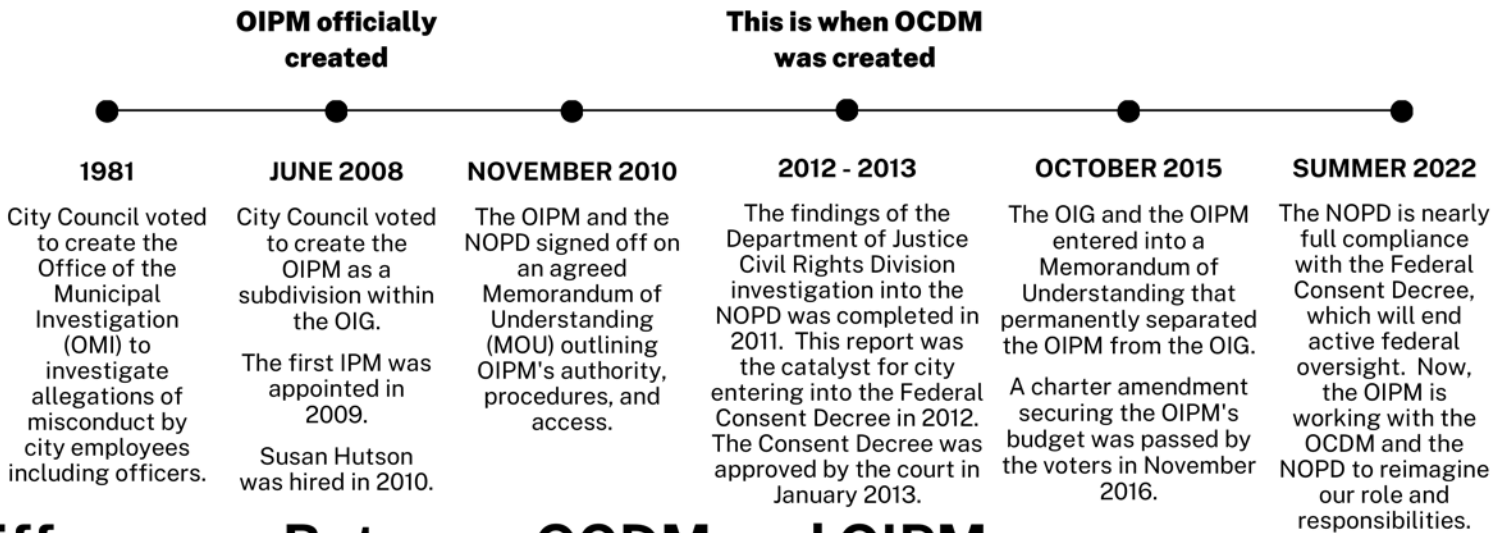 OIPM officially
created
This is when OCDM
was created
1981
City Council voted
to create the
Office of the
Municipal
Investigation
(OMI) to
investigate
allegations of
misconduct by
city employees
including officers.
JUNE 2008
City Council voted
to create the
OIPM as a
subdivision within
the OIG.
The first IPM was
appointed in
2009.
Susan Hutson
was hired in 2010.
NOVEMBER 2010
The OIPM and the
NOPD signed off on
an agreed
Memorandum of
Understanding
(MOU) outlining
OIPM's authority,
procedures, and
access.
2012 - 2013
The findings of the
Department of Justice
Civil Rights Division
investigation into the
NOPD was completed in
2011. This report was
the catalyst for city
entering into the Federal
Consent Decree in 2012.
The Consent Decree was
approved by the court in
January 2013.
OCTOBER 2015
The OIG and the OIPM
entered into a
Memorandum of
Understanding that
permanently separated
the OIPM from the OIG.
A charter amendment
securing the OIPM's
budget was passed by
the voters in November
2016.
SUMMER 2022
The NOPD is nearly
full compliance
with the Federal
Consent Decree,
which will end
active federal
oversight. Now,
the OIPM is
working with the
OCDM and the
NOPD to reimagine
our role and
responsibilities.
OCDM
OIPM